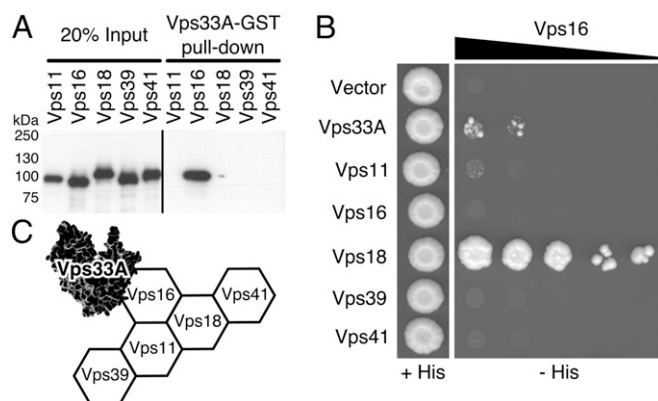 A
20% Input
Vps33A-GST
pull-down
Vps11
Vps16
Vps18
Vps39
Vps41
Vps11
Vps16
Vps18
Vps39
Vps41
kDa
250
130
100
75
B
Vps16
Vector
Vps33A
Vps11
Vps16
Vps18
Vps39
Vps41
+ His
- His
C
Vps33A
Vps16
Vps41
Vps18
Vps11
Vps39